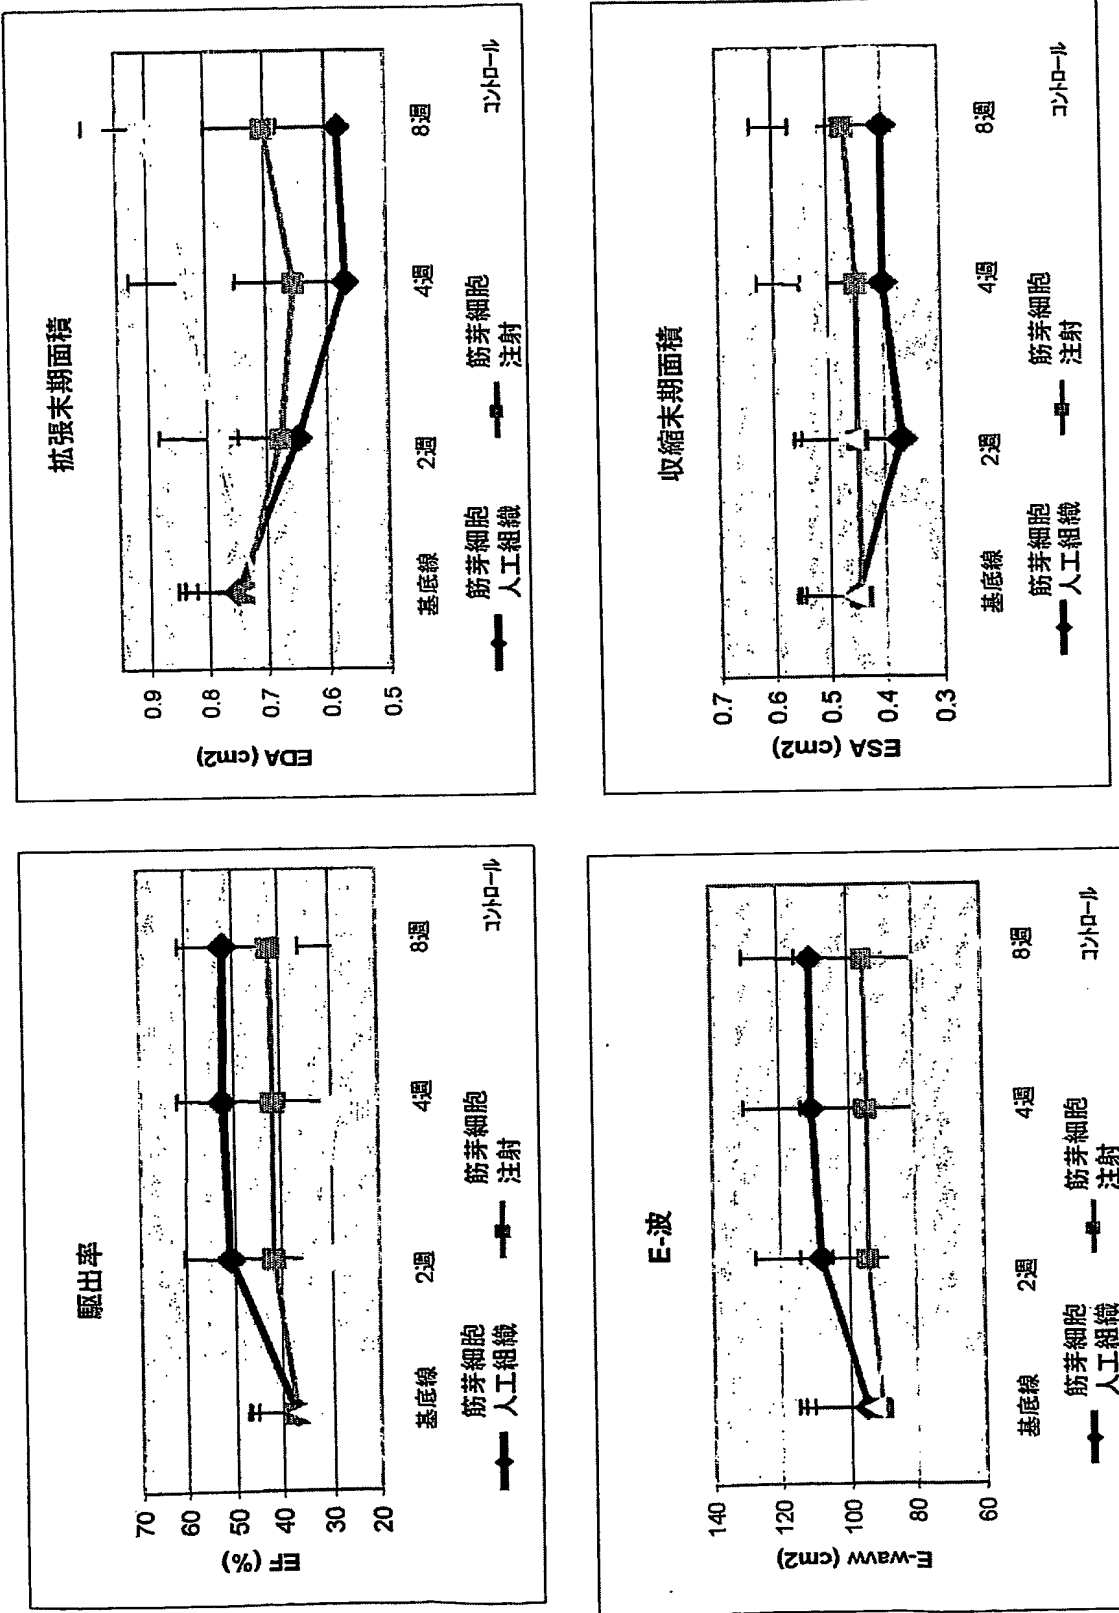 駆出率
EF (%)
70
60
50
40
30
20
基底線
2週
4週
8週
筋芽細胞
人工組織
筋芽細胞
注射
コントロール
拡張末期面積
EDA (cm2)
0.9
0.8
0.7
0.6
0.5
基底線
2週
4週
8週
筋芽細胞
人工組織
筋芽細胞
注射
コントロール
E-波
E-wavw (cm2)
140
120
100
80
60
基底線
2週
4週
8週
筋芽細胞
人工組織
筋芽細胞
注射
コントロール
収縮末期面積
ESA (cm2)
0.7
0.6
0.5
0.4
0.3
基底線
2週
4週
8週
筋芽細胞
人工組織
筋芽細胞
注射
コントロール